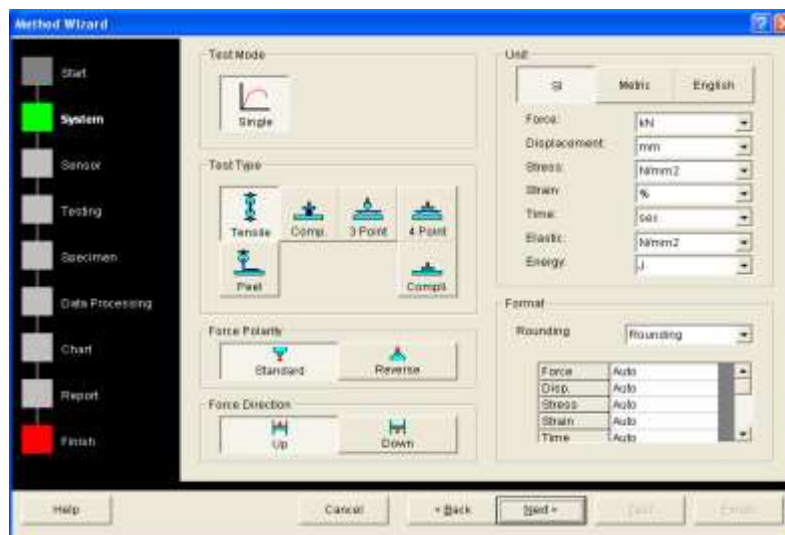 Method Wizard
Start
System
Sensor
Testing
Specimen
Data Processing
Chart
Report
Finish
Test Mode
Single
Test Type
Tensile
Comp.
3 Point
4 Point
Peel
Compli.
Force Polarity
Standard
Reverse
Force Direction
Up
Down
Unit
SI
Metric
English
Force: kN
Displacement: mm
Stress: N/mm2
Strain: %
Time: sec
Elastic: N/mm2
Energy: J
Format
Rounding Rounding
Force Auto
Disp. Auto
Stress Auto
Strain Auto
Time Auto
Help
Cancel
< Back
Next >
Test
Finish